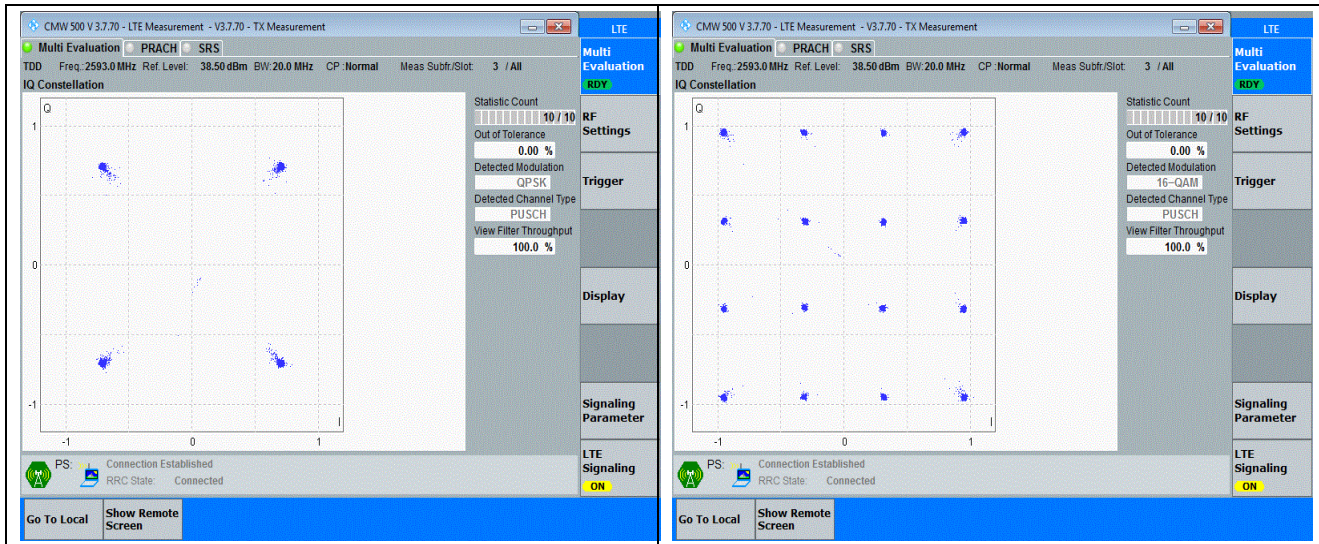 CMW 500 V 3.7.70 - LTE Measurement - V3.7.70 - TX Measurement
LTE
Multi Evaluation PRACH SRS
Multi
Evaluation
RDY
TDD Freq.:2593.0 MHz Ref. Level: 38.50 dBm BW:20.0 MHz CP :Normal Meas Subfr./Slot: 3 / All
IQ Constellation
Q
1
0
-1
-1
0
1
I
Statistic Count
10 / 10
Out of Tolerance
0.00 %
Detected Modulation
QPSK
Detected Channel Type
PUSCH
View Filter Throughput
100.0 %
RF
Settings
Trigger
Display
Signaling
Parameter
LTE
Signaling
ON
PS:
Connection Established
RRC State: Connected
Go To Local
Show Remote
Screen
CMW 500 V 3.7.70 - LTE Measurement - V3.7.70 - TX Measurement
LTE
Multi Evaluation PRACH SRS
Multi
Evaluation
RDY
TDD Freq.:2593.0 MHz Ref. Level: 38.50 dBm BW:20.0 MHz CP :Normal Meas Subfr./Slot: 3 / All
IQ Constellation
Q
1
0
-1
-1
0
1
I
Statistic Count
10 / 10
Out of Tolerance
0.00 %
Detected Modulation
16-QAM
Detected Channel Type
PUSCH
View Filter Throughput
100.0 %
RF
Settings
Trigger
Display
Signaling
Parameter
LTE
Signaling
ON
PS:
Connection Established
RRC State: Connected
Go To Local
Show Remote
Screen